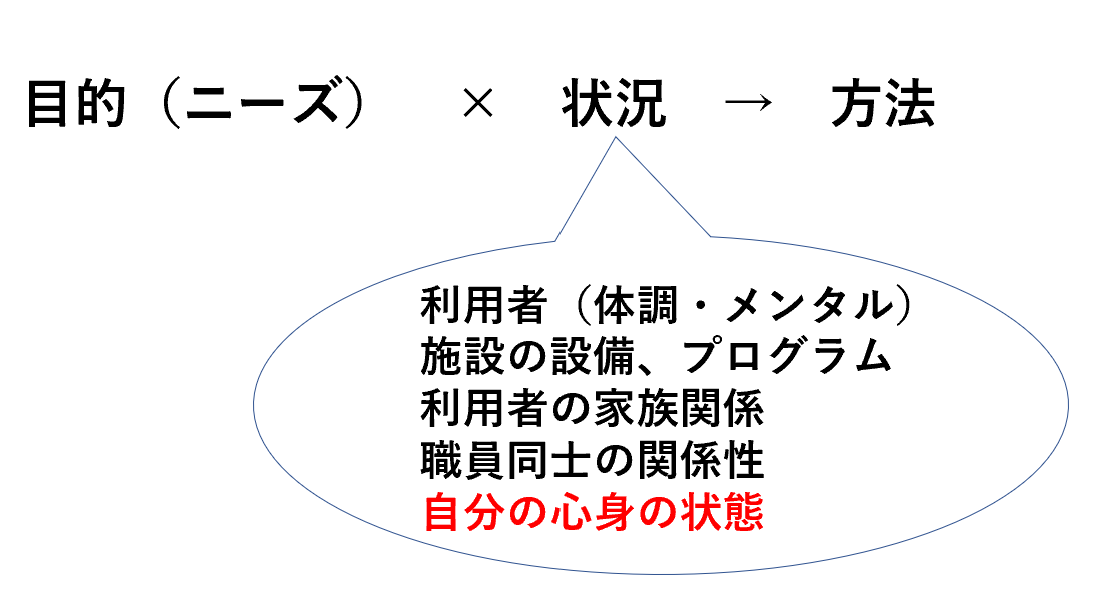 目的（ニーズ）　×　状況　→　方法
利用者（体調・メンタル）
施設の設備、プログラム
利用者の家族関係
職員同士の関係性
自分の心身の状態